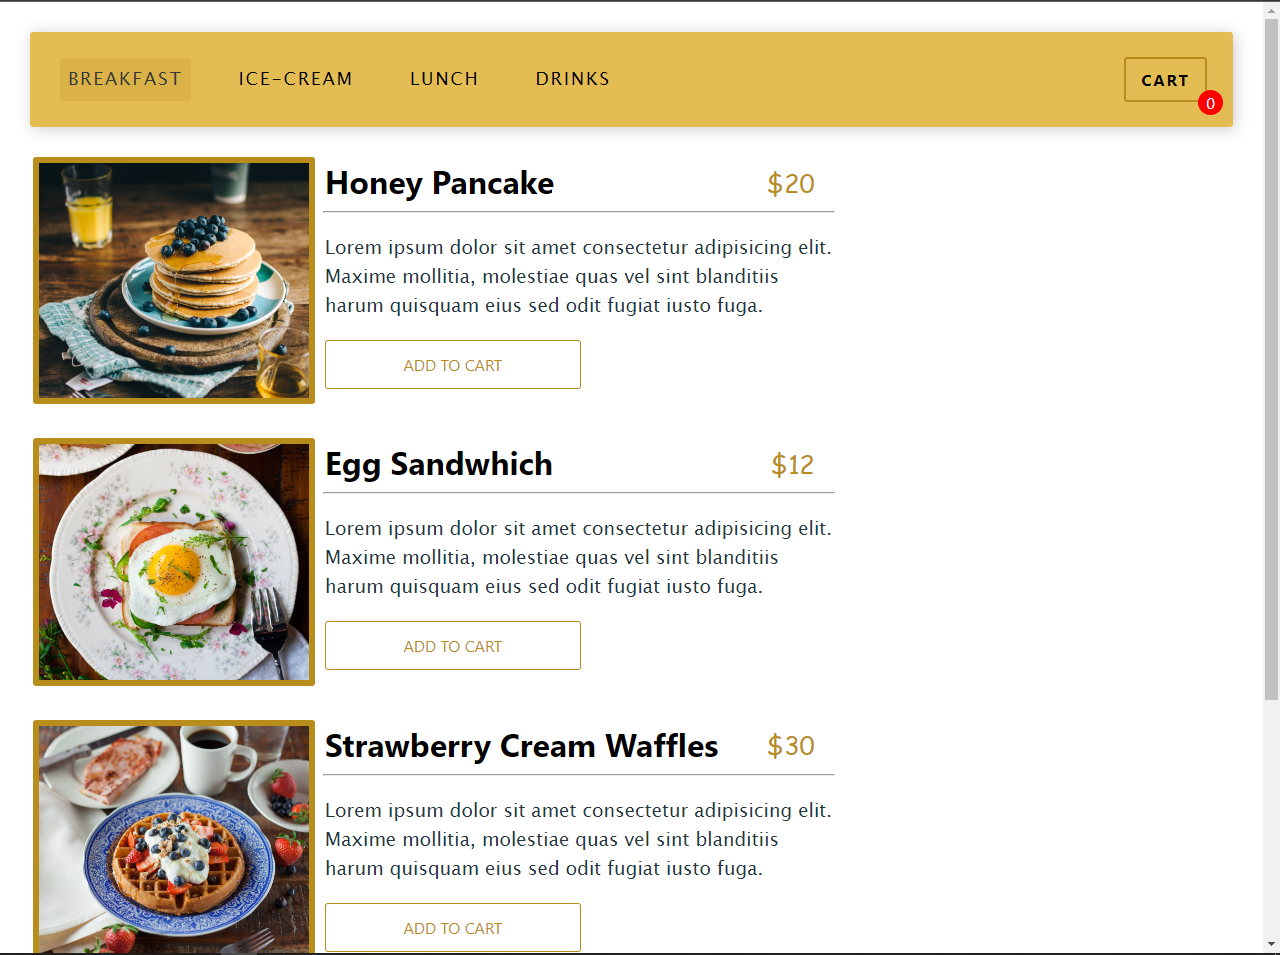 BREAKFAST ICE-CREAM LUNCH DRINKS CART
0
Honey Pancake $20
Lorem ipsum dolor sit amet consectetur adipisicing elit.
Maxime mollitia, molestiae quas vel sint blanditiis
harum quisquam eius sed odit fugiat iusto fuga.
ADD TO CART
Egg Sandwhich $12
Lorem ipsum dolor sit amet consectetur adipisicing elit.
Maxime mollitia, molestiae quas vel sint blanditiis
harum quisquam eius sed odit fugiat iusto fuga.
ADD TO CART
Strawberry Cream Waffles $30
Lorem ipsum dolor sit amet consectetur adipisicing elit.
Maxime mollitia, molestiae quas vel sint blanditiis
harum quisquam eius sed odit fugiat iusto fuga.
ADD TO CART